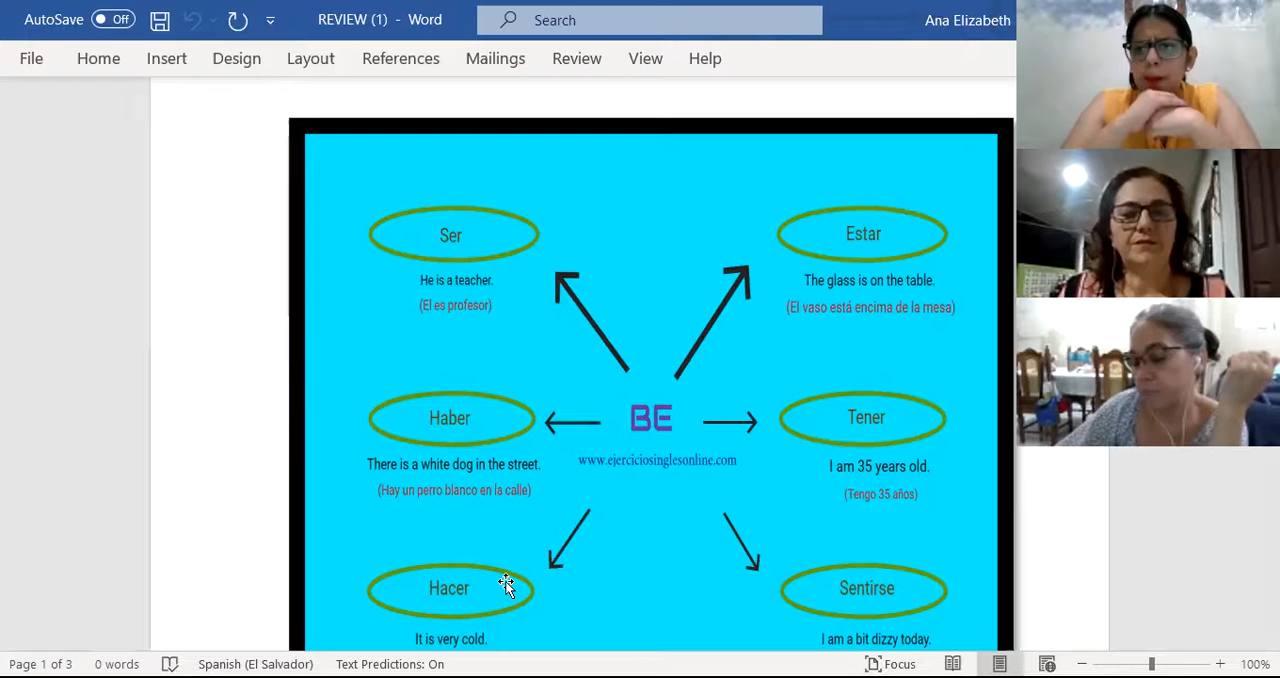 AutoSave Off REVIEW (1) - Word Search Ana Elizabeth
File Home Insert Design Layout References Mailings Review View Help
Ser
He is a teacher.
(El es profesor)
Estar
The glass is on the table.
(El vaso está encima de la mesa)
Haber
There is a white dog in the street.
(Hay un perro blanco en la calle)
BE
www.ejerciciosinglesonline.com
Tener
I am 35 years old.
(Tengo 35 años)
Hacer
It is very cold.
Sentirse
I am a bit dizzy today.
Page 1 of 3 0 words Spanish (El Salvador) Text Predictions: On Focus 100%